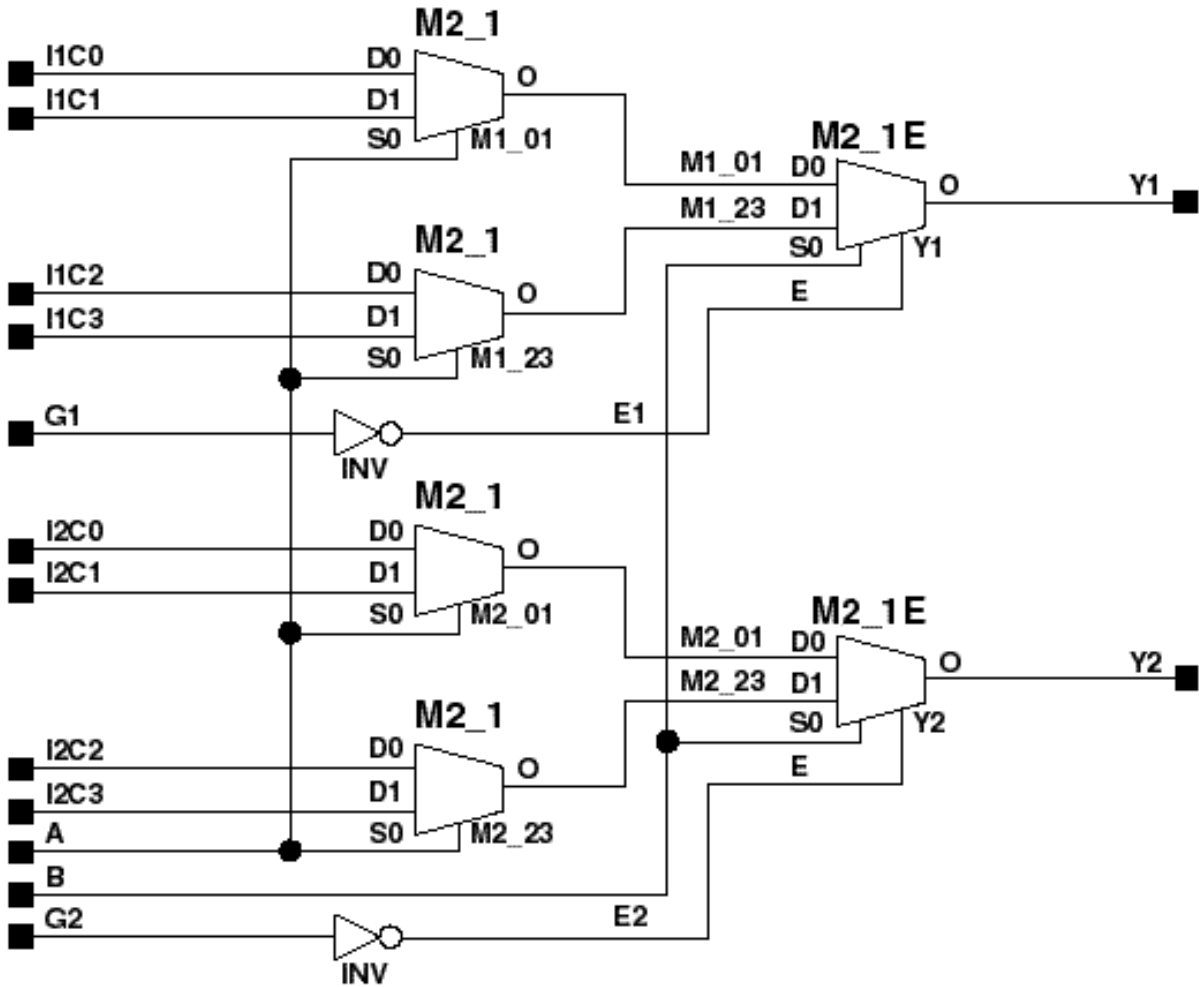 M2_1
I1C0 D0 O
I1C1 D1
S0 M1_01
M2_1E
M1_01 D0 O Y1
M1_23 D1
S0 Y1
M2_1
I1C2 D0 O E
I1C3 D1
S0 M1_23
G1 E1
INV
M2_1
I2C0 D0 O
I2C1 D1
S0 M2_01
M2_1E
M2_01 D0 O Y2
M2_23 D1
S0 Y2
M2_1
I2C2 D0 O E
I2C3 D1
A S0 M2_23
B
G2 E2
INV